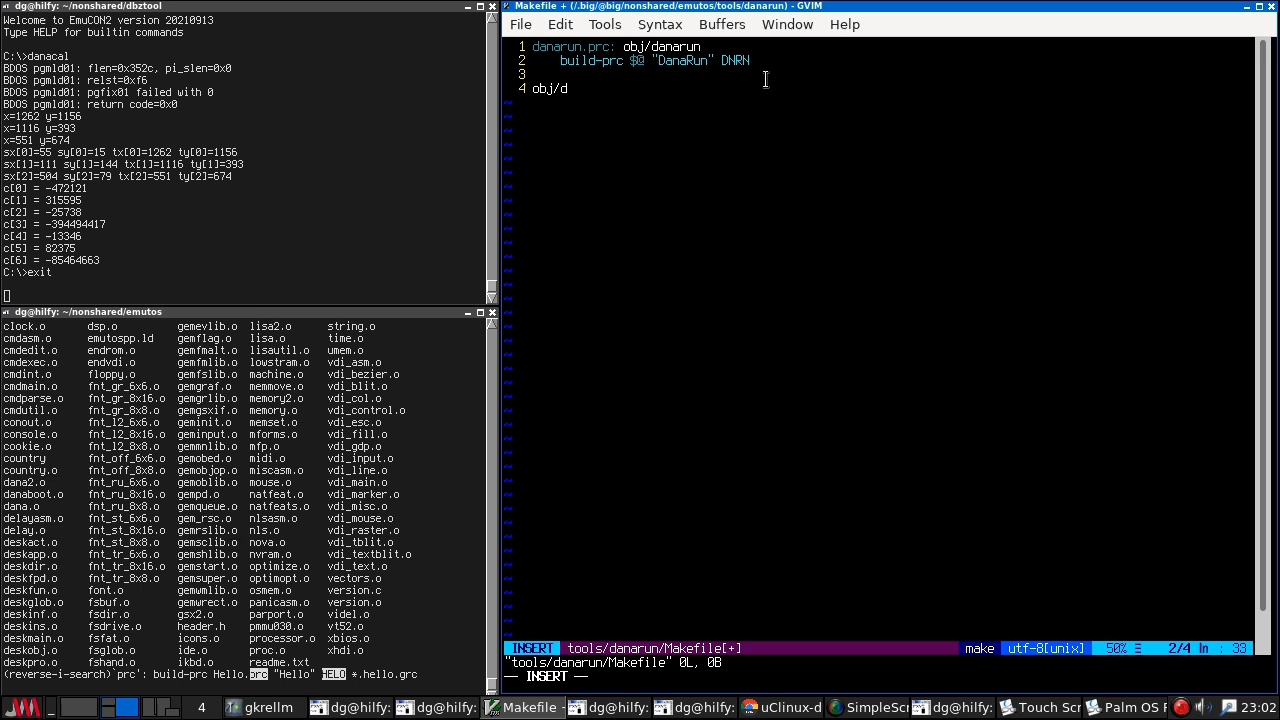 dg@hilfy: ~/nonshared/dbztool
Welcome to EmuCON2 version 20210913
Type HELP for builtin commands
C:\>danacal
BDOS pgmld01: flen=0x352c, pi_slen=0x0
BDOS pgmld01: relst=0xf6
BDOS pgmld01: pgfix01 failed with 0
BDOS pgmld01: return code=0x0
x=1262 y=1156
x=1116 y=393
x=551 y=674
sx[0]=55 sy[0]=15 tx[0]=1262 ty[0]=1156
sx[1]=111 sy[1]=144 tx[1]=1116 ty[1]=393
sx[2]=504 sy[2]=79 tx[2]=551 ty[2]=674
c[0] = -472121
c[1] = 315595
c[2] = -25738
c[3] = -394484417
c[4] = -1335
c[5] = 82375
c[6] = -85464663
C:\exit
dg@hilfy: ~/nonshared/emutos
clock.o dsp.o gemevlib.o lisa2.o string.o
cmdasm.o emutospp.ld gemflag.o lisa.o time.o
cmdedit.o endrom.o gemfmalt.o lisautil.o umem.o
cmdexec.o endvdi.o gemfmlib.o lowstram.o vdi_asm.o
cmdint.o floppy.o gemfslib.o machine.o vdi_bezier.o
cmdmain.o fnt_gr_6x6.o gemgraf.o memmove.o vdi_blit.o
cmdparse.o fnt_gr_8x16.o gemgrlib.o memory2.o vdi_col.o
cmdutil.o fnt_gr_8x8.o gemgsxif.o memory.o vdi_control.o
conout.o fnt_l2_6x6.o geminit.o memset.o vdi_esc.o
console.o fnt_l2_8x16.o geminput.o mforms.o vdi_fill.o
cookie.o fnt_l2_8x8.o gemmnlib.o mfp.o vdi_gdp.o
country fnt_off_6x6.o gemobed.o midi.o vdi_input.o
country.o fnt_off_8x8.o gemobjop.o miscasm.o vdi_line.o
dana2.o fnt_ru_6x6.o gemoblib.o mouse.o vdi_main.o
danaboot.o fnt_ru_8x16.o gempd.o natfeat.o vdi_marker.o
dana.o fnt_ru_8x8.o gemqueue.o natfeats.o vdi_misc.o
delayasm.o fnt_st_6x6.o gem_rsc.o nlsasm.o vdi_mouse.o
delay.o fnt_st_8x16.o gemrslib.o nls.o vdi_raster.o
deskact.o fnt_st_8x8.o gemsclib.o nova.o vdi_tblit.o
deskapp.o fnt_tr_6x6.o gemshlib.o nvram.o vdi_textblit.o
deskdir.o fnt_tr_8x16.o gemstart.o optimize.o vdi_text.o
deskfpd.o fnt_tr_8x8.o gemsuper.o optimopt.o vectors.o
deskfun.o font.o gemwmlib.o osmem.o version.c
deskglob.o fsbuf.o gemwrect.o panicasm.o version.o
deskinf.o fsdir.o gsx2.o parport.o videl.o
deskins.o fsdrive.o header.h pmmu030.o vt52.o
deskmain.o fsfat.o icons.o processor.o xbios.o
deskobj.o fsglob.o ide.o proc.o xhdi.o
deskpro.o fshand.o ikbd.o readme.txt
(reverse-search)`prc': build-prc Hello.prc "Hello" HELO *.hello.grc
Makefile + (/.big/@big/nonshared/emutos/tools/danarun) - GVIM
File Edit Tools Syntax Buffers Window Help
1 danarun.prc: obj/danarun
2 build-prc $@ "DanaRun" DNRN
3
4 obj/d
INSERT tools/danarun/Makefile[+] make utf-8[unix] 50% 2/4 ln : 33
"tools/danarun/Makefile" 0L, 0B
-- INSERT --
4 gkrellm dg@hilfy: dg@hilfy: Makefile - dg@hilfy: dg@hilfy: uClinux-d SimpleScr dg@hilfy: Touch Scr Palm OS P 23:02